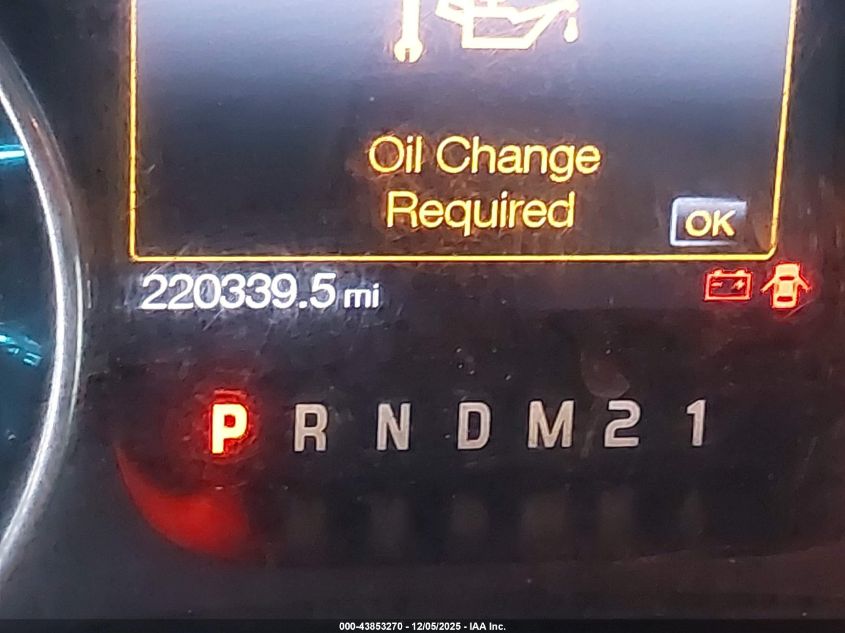 Oil Change
Required
OK
220339.5 mi
P R N D M 2 1
000-43853270 - 12/05/2025 - IAA Inc.